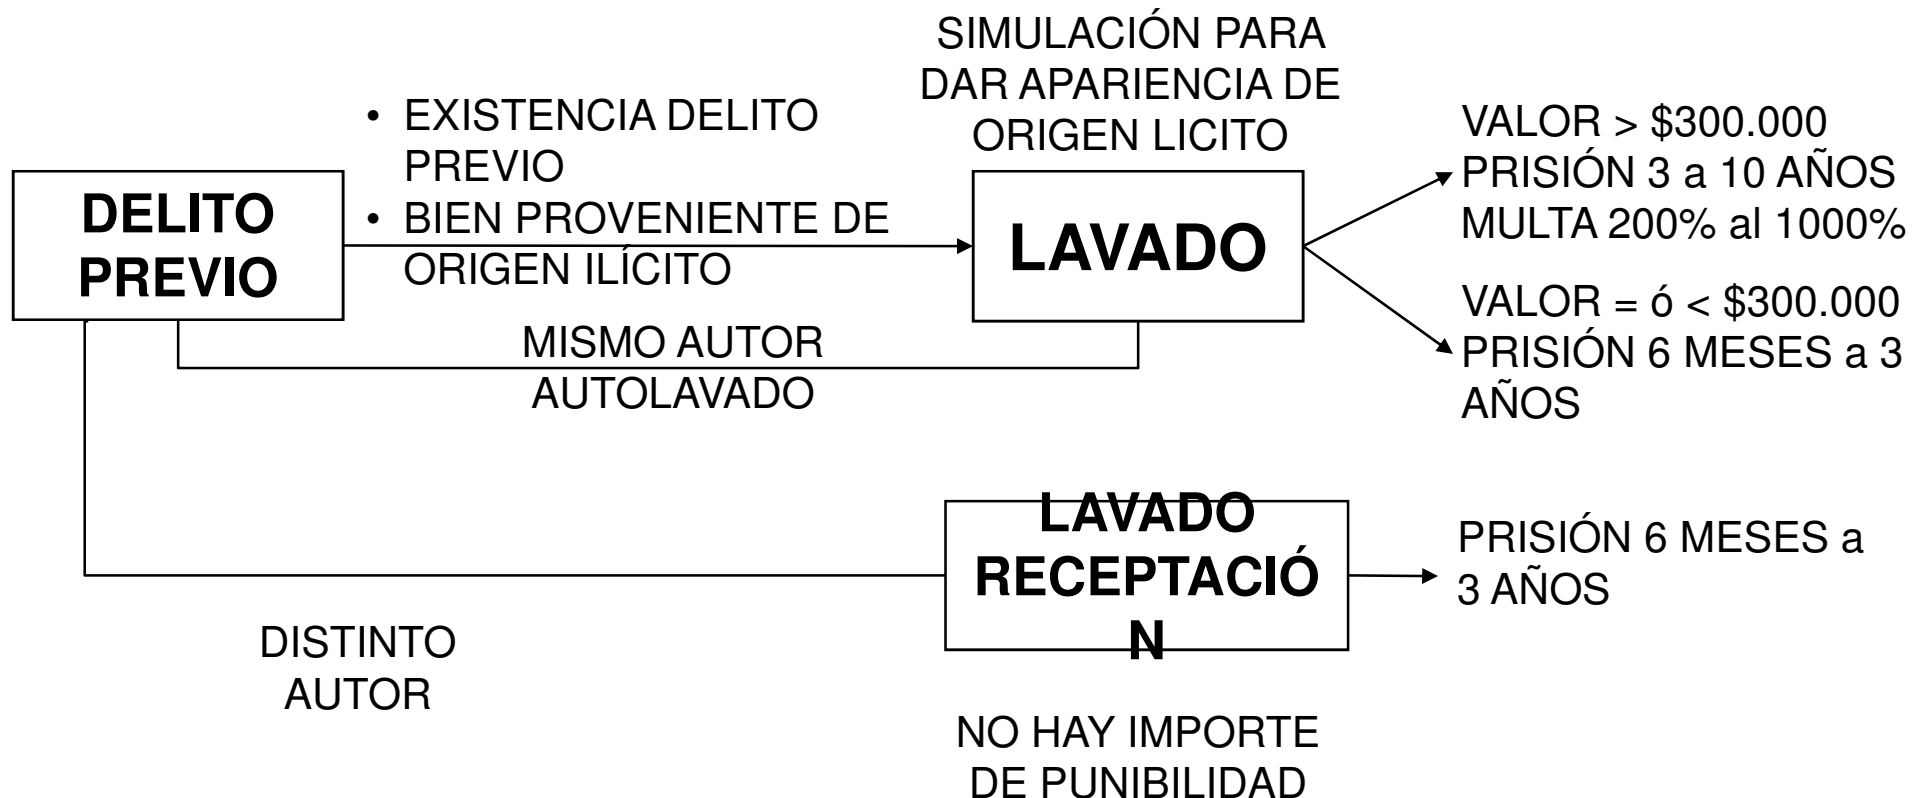 SIMULACIÓN PARA
DAR APARIENCIA DE
ORIGEN LICITO
• EXISTENCIA DELITO
PREVIO
• BIEN PROVENIENTE DE
ORIGEN ILÍCITO
DELITO
PREVIO
LAVADO
VALOR > $300.000
PRISIÓN 3 a 10 AÑOS
MULTA 200% al 1000%
VALOR = ó < $300.000
PRISIÓN 6 MESES a 3
AÑOS
MISMO AUTOR
AUTOLAVADO
LAVADO
RECEPTACIÓ
N
PRISIÓN 6 MESES a
3 AÑOS
DISTINTO
AUTOR
NO HAY IMPORTE
DE PUNIBILIDAD